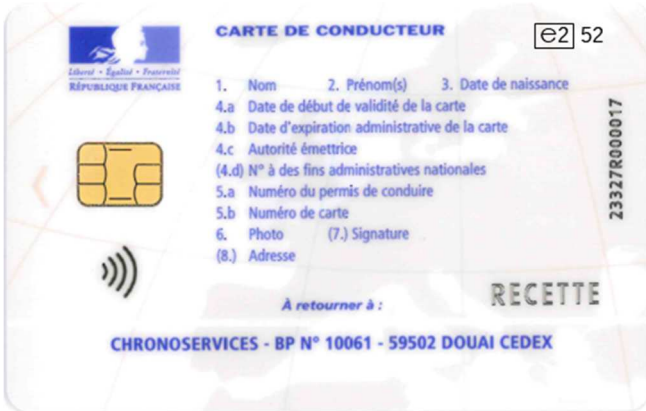 CARTE DE CONDUCTEUR
e2 52
Liberté • Égalité • Fraternité
RÉPUBLIQUE FRANÇAISE
1. Nom 2. Prénom(s) 3. Date de naissance
4.a Date de début de validité de la carte
4.b Date d'expiration administrative de la carte
4.c Autorité émettrice
(4.d) N° à des fins administratives nationales
5.a Numéro du permis de conduire
5.b Numéro de carte
6. Photo (7.) Signature
(8.) Adresse
23327R000017
RECETTE
À retourner à :
CHRONOSERVICES - BP N° 10061 - 59502 DOUAI CEDEX